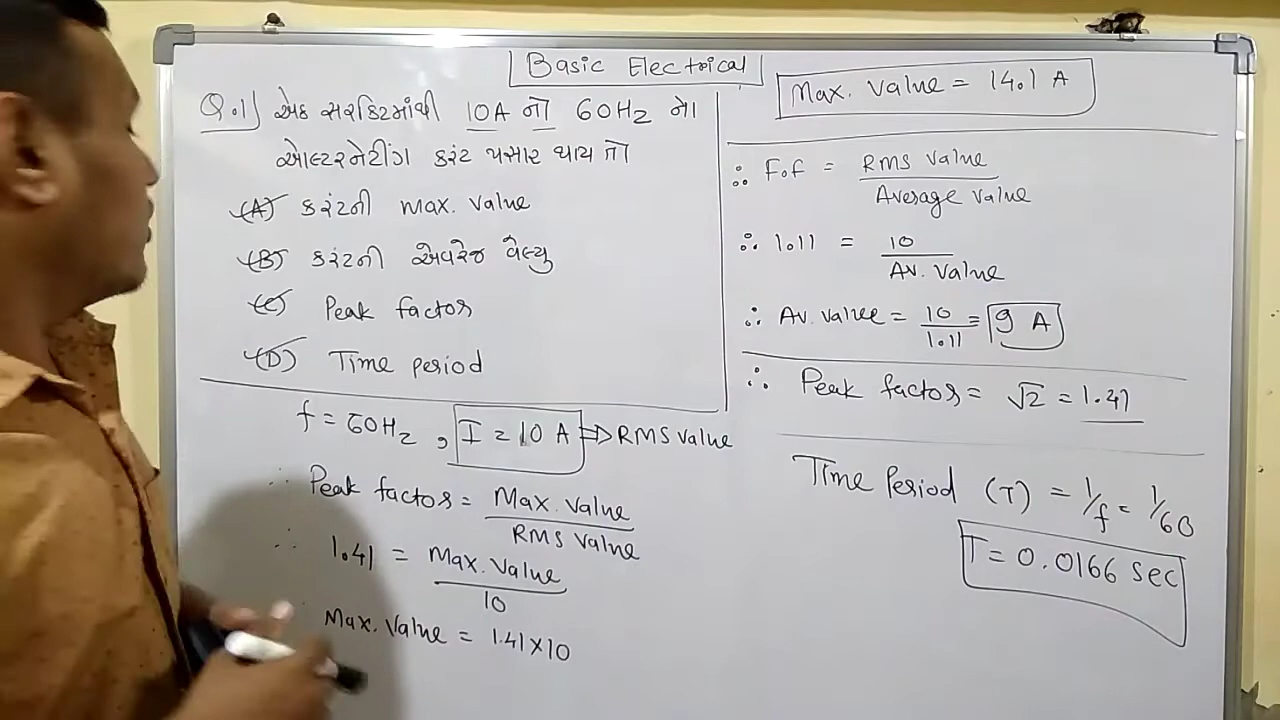 Basic Electrical
Q.1) એક સરકિટમાંથી 10A નો 60Hz નો
ઓલ્ટરનેટીંગ કરંટ પસાર થાય તો
(A) કરંટની max. value
(B) કરંટની એવરેજ વેલ્યુ
(C) Peak factor
(D) Time period
f = 60Hz, I = 10 A ⇒ RMS value
∴ Peak factor = Max. value / RMS value
∴ 1.41 = Max. value / 10
Max. value = 1.41 × 10
Max. value = 14.1 A
∴ F.f = RMS value / Average value
∴ 1.11 = 10 / Av. value
∴ Av. value = 10 / 1.11 = 9 A
∴ Peak factor = √2 = 1.41
Time Period (T) = 1/f = 1/60
T = 0.0166 sec